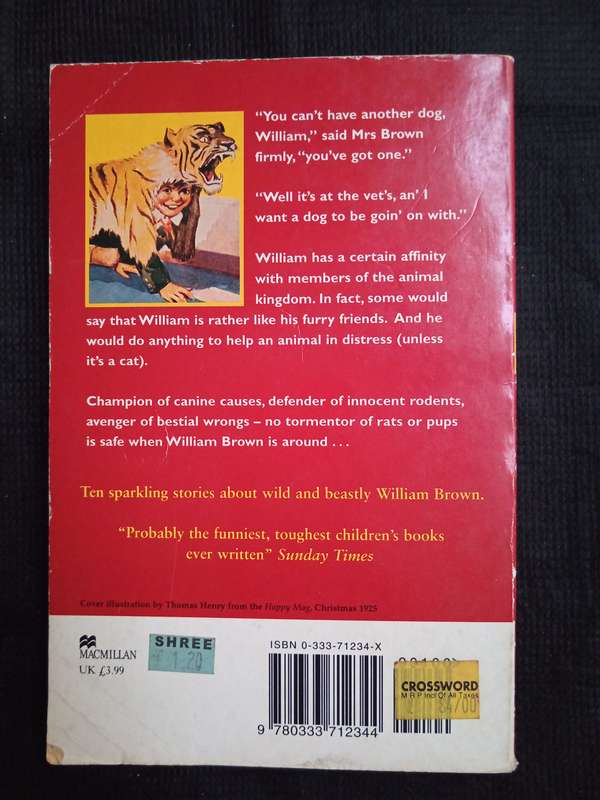 “You can’t have another dog,
William,” said Mrs Brown
firmly, “you’ve got one.”
“Well it’s at the vet’s, an’ I
want a dog to be goin’ on with.”
William has a certain affinity
with members of the animal
kingdom. In fact, some would
say that William is rather like his furry friends. And he
would do anything to help an animal in distress (unless
it’s a cat).
Champion of canine causes, defender of innocent rodents,
avenger of bestial wrongs – no tormentor of rats or pups
is safe when William Brown is around . . .
Ten sparkling stories about wild and beastly William Brown.
“Probably the funniest, toughest children’s books
ever written” Sunday Times
Cover illustration by Thomas Henry from the Happy Mag, Christmas 1925
MACMILLAN
UK £3.99
SHREE
1.20
ISBN 0-333-71234-X
9 780333 712344
CROSSWORD
M R P Incl Of All Taxes